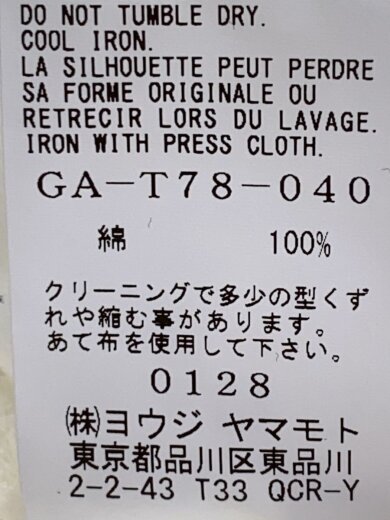 DO NOT TUMBLE DRY.
COOL IRON.
LA SILHOUETTE PEUT PERDRE
SA FORME ORIGINALE OU
RETRECIR LORS DU LAVAGE.
IRON WITH PRESS CLOTH.
GA-T78-040
綿 100%
クリーニングで多少の型くず
れや縮む事があります。
あて布を使用して下さい。
0128
㈱ヨウジ ヤマモト
東京都品川区東品川
2-2-43 T33 QCR-Y